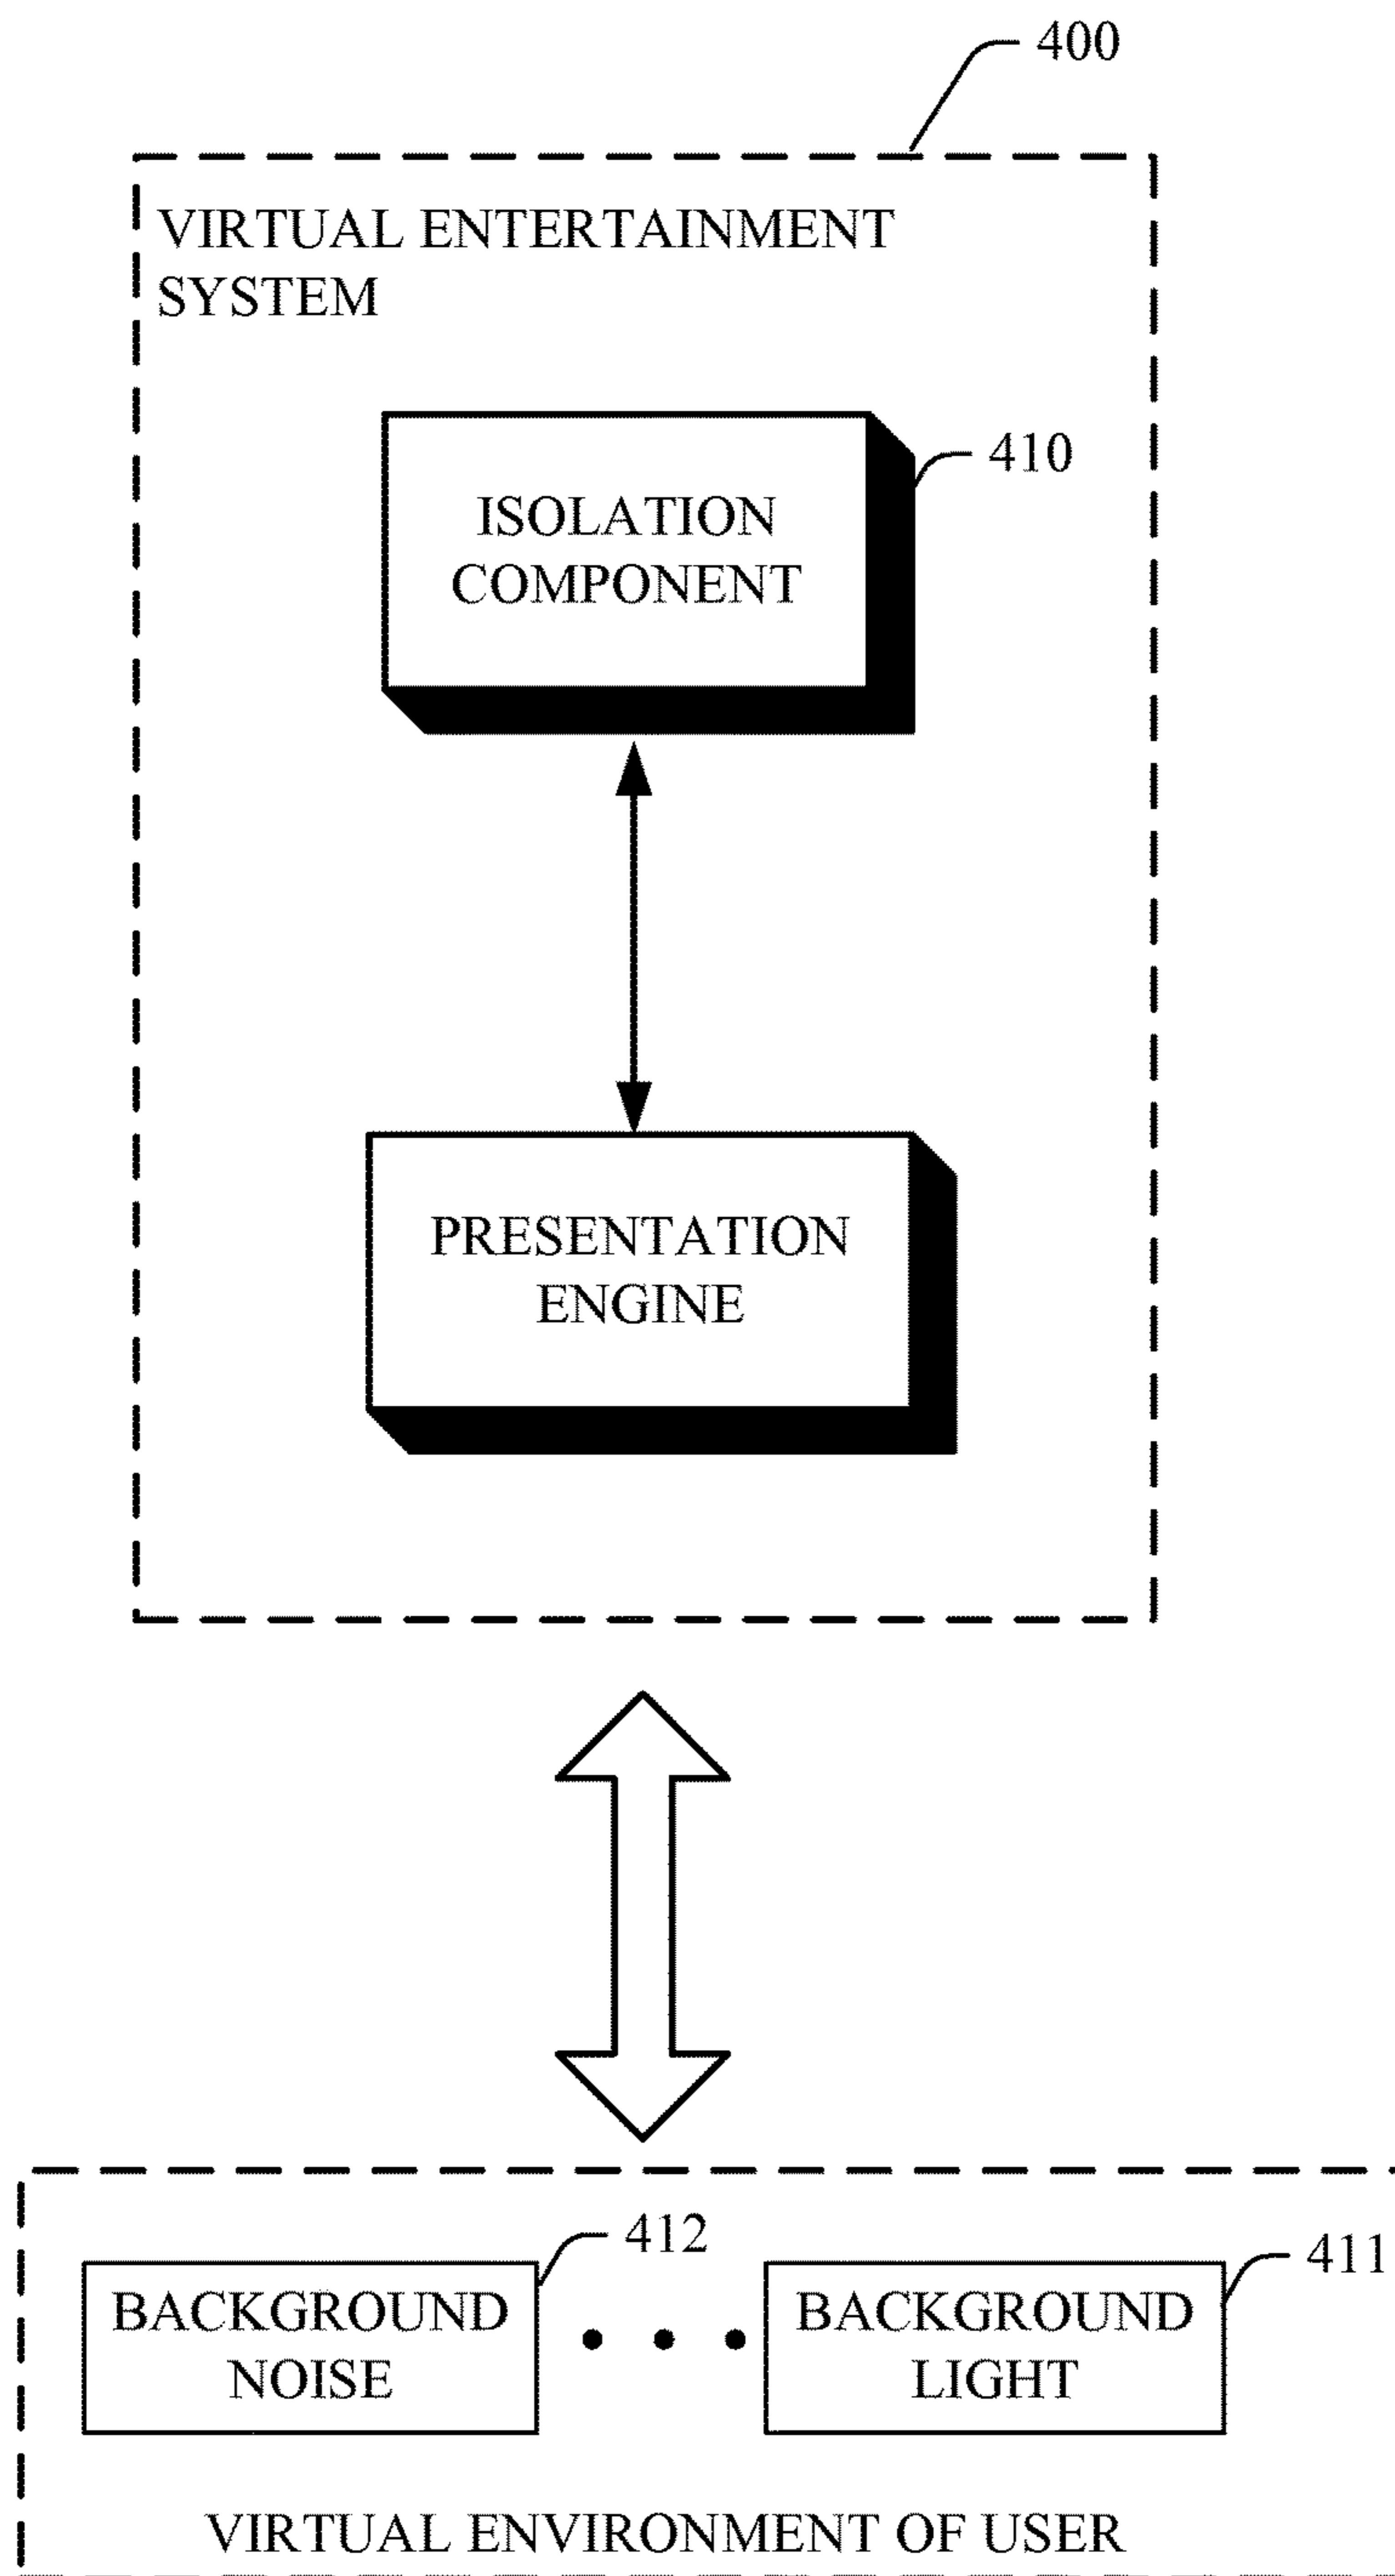 400
VIRTUAL ENTERTAINMENT
SYSTEM
ISOLATION
COMPONENT
410
PRESENTATION
ENGINE
412
411
BACKGROUND
NOISE
BACKGROUND
LIGHT
VIRTUAL ENVIRONMENT OF USER